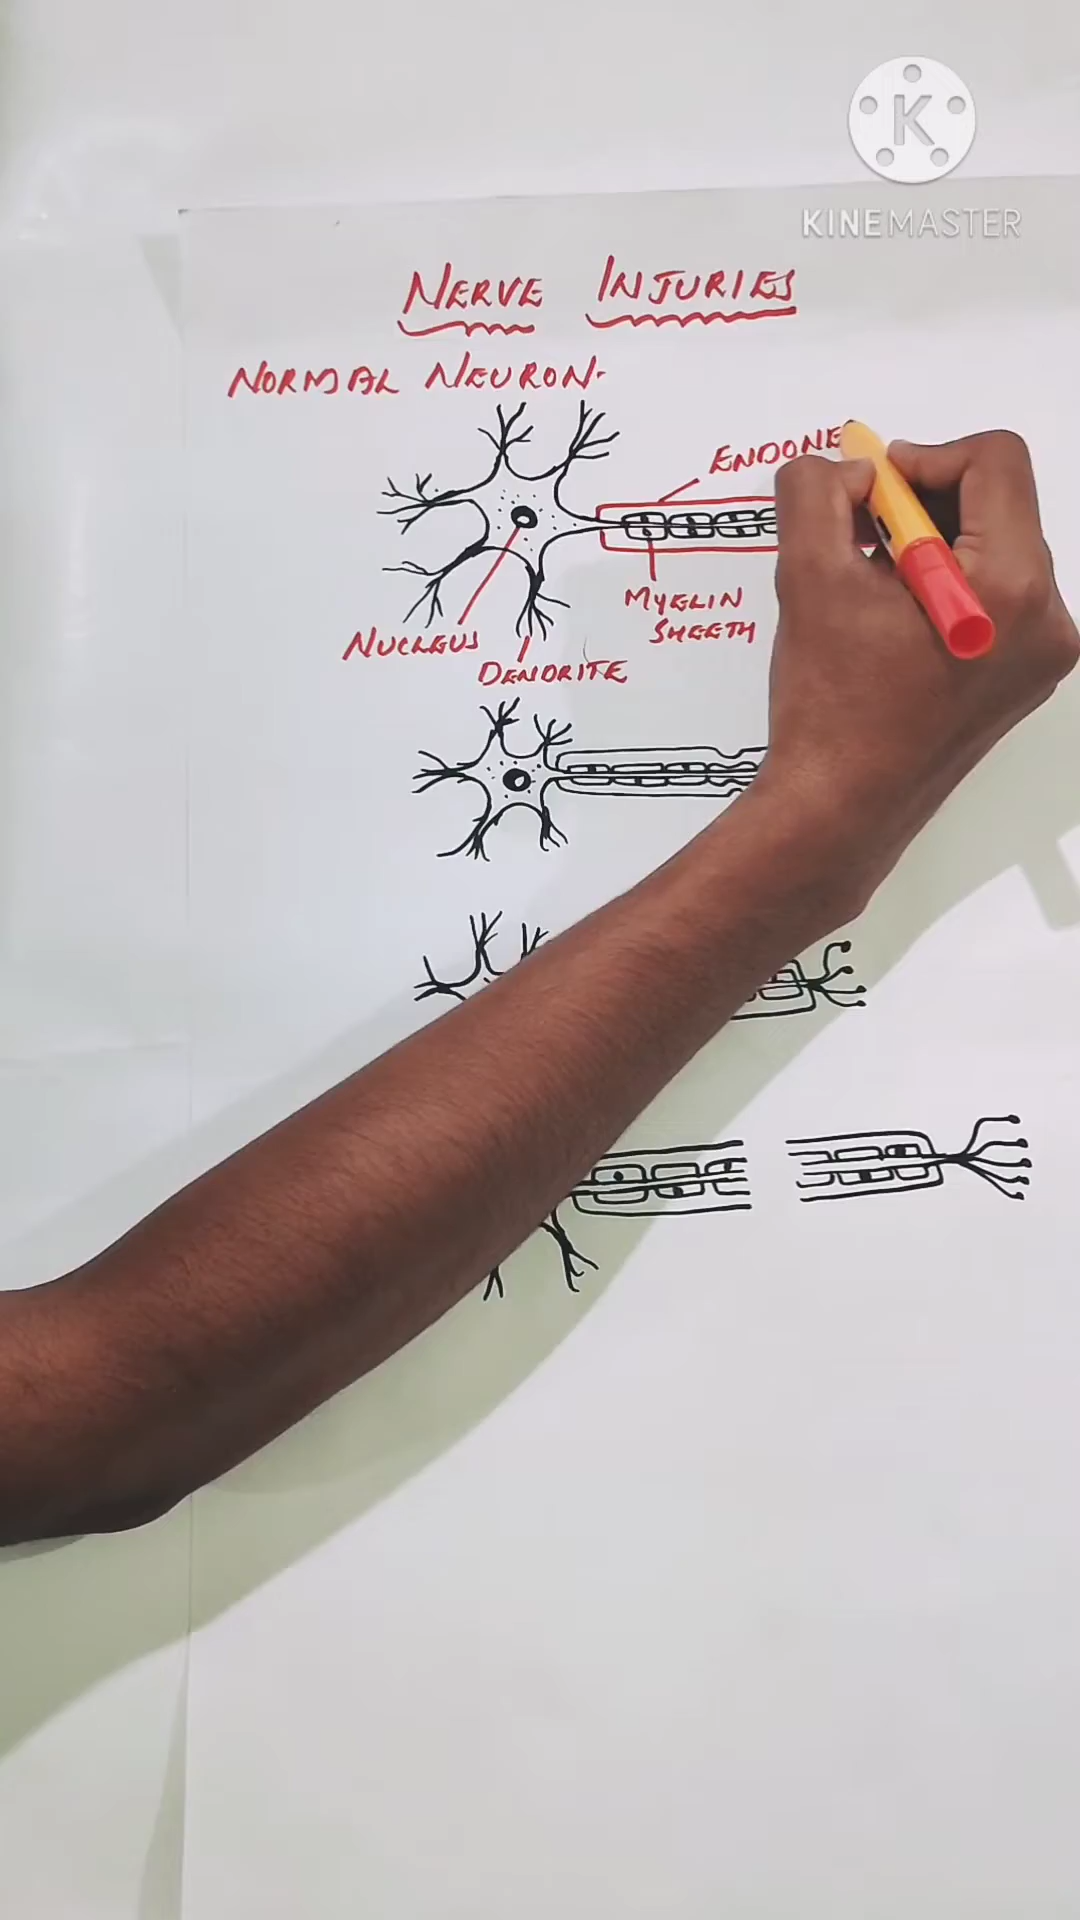 KINEMASTER
NERVE INJURIES
NORMAL NEURON-
ENDONE
MYELIN
SHEETH
NUCLEUS
DENDRITE